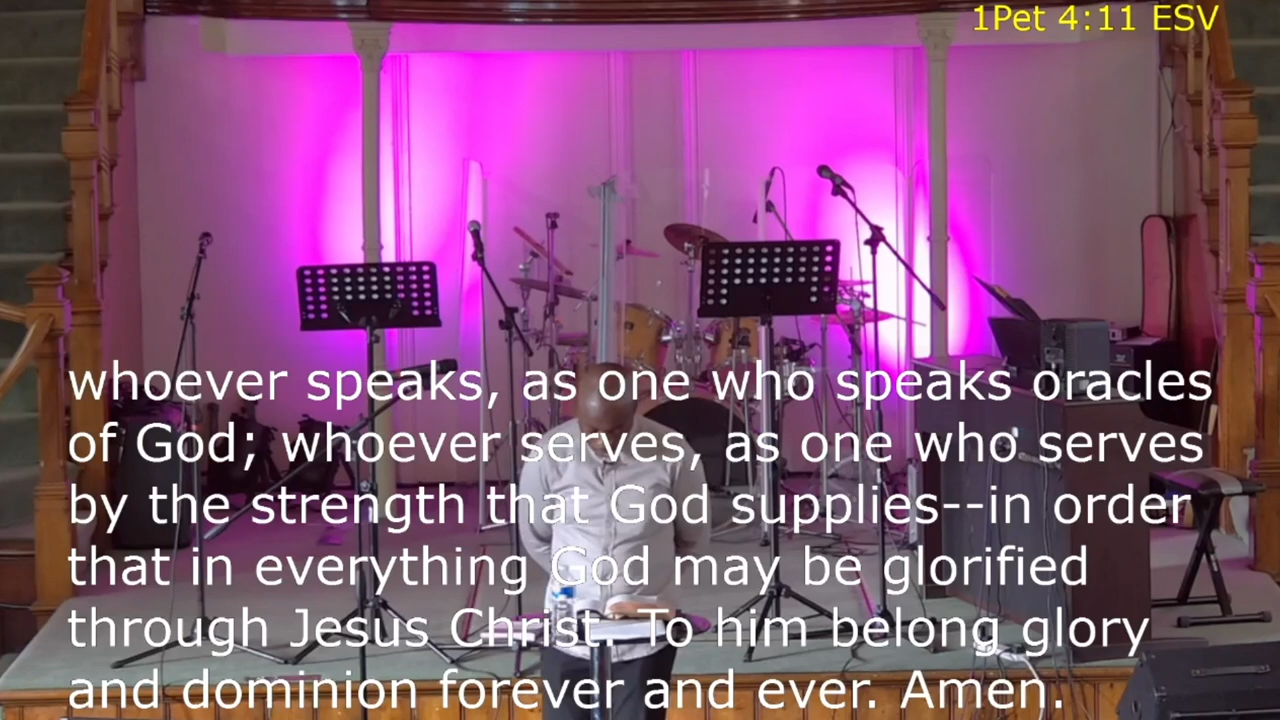 1Pet 4:11 ESV
whoever speaks, as one who speaks oracles
of God; whoever serves, as one who serves
by the strength that God supplies--in order
that in everything God may be glorified
through Jesus Christ. To him belong glory
and dominion forever and ever. Amen.